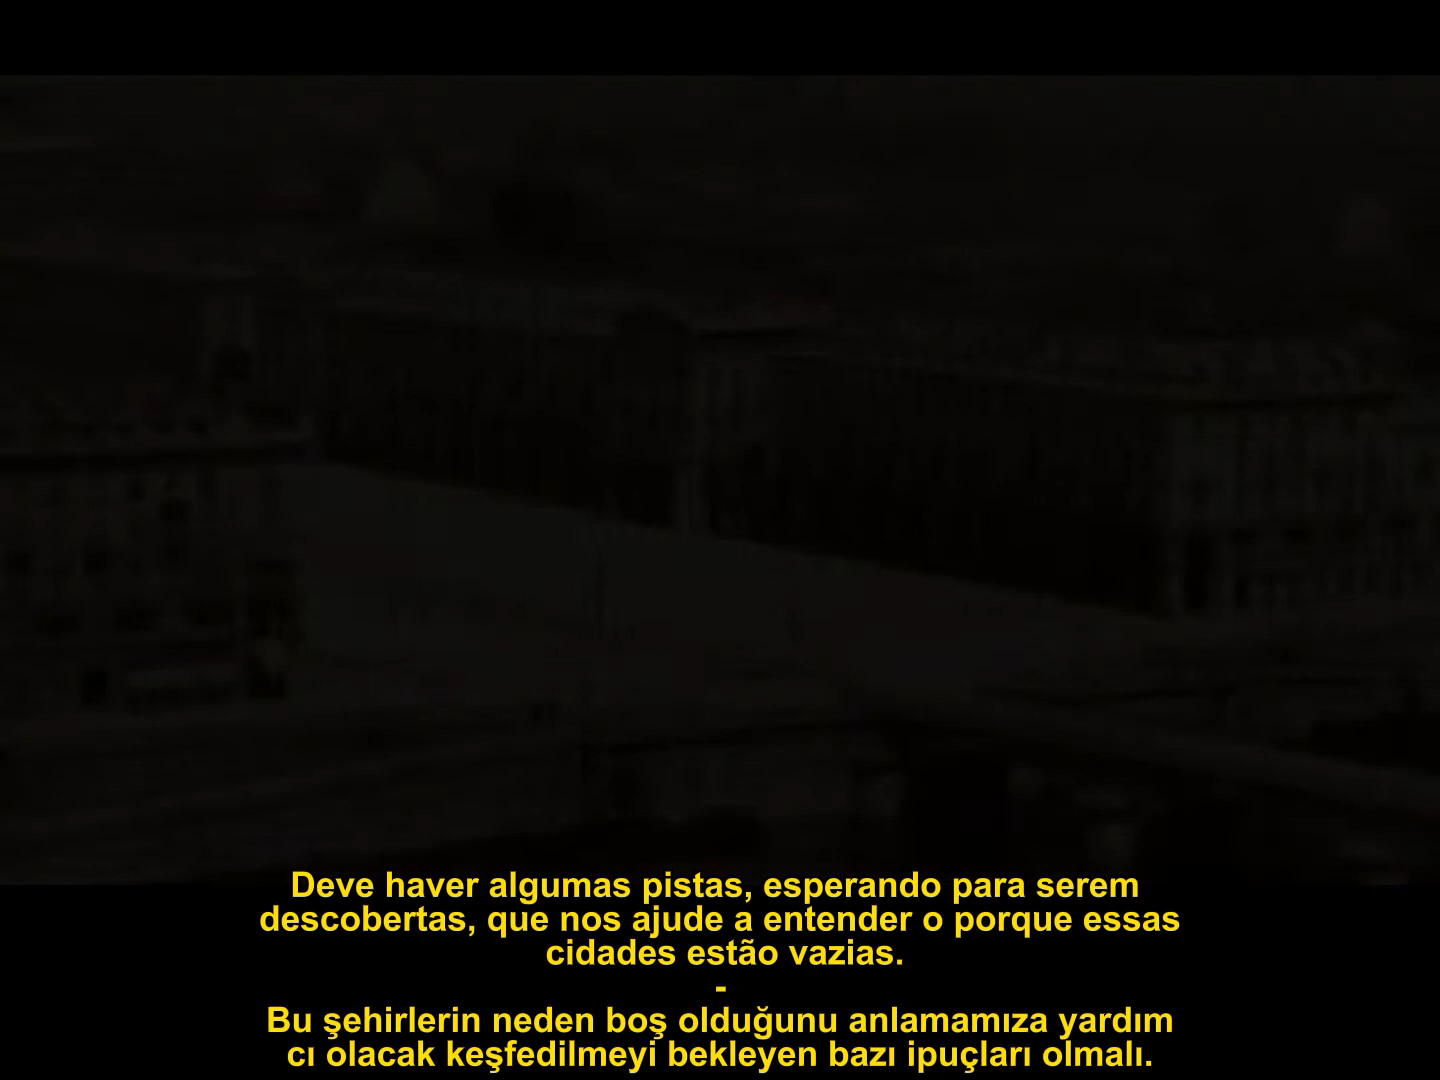 Deve haver algumas pistas, esperando para serem
descobertas, que nos ajude a entender o porque essas
cidades estão vazias.
-
Bu şehirlerin neden boş olduğunu anlamamıza yardım
cı olacak keşfedilmeyi bekleyen bazı ipuçları olmalı.